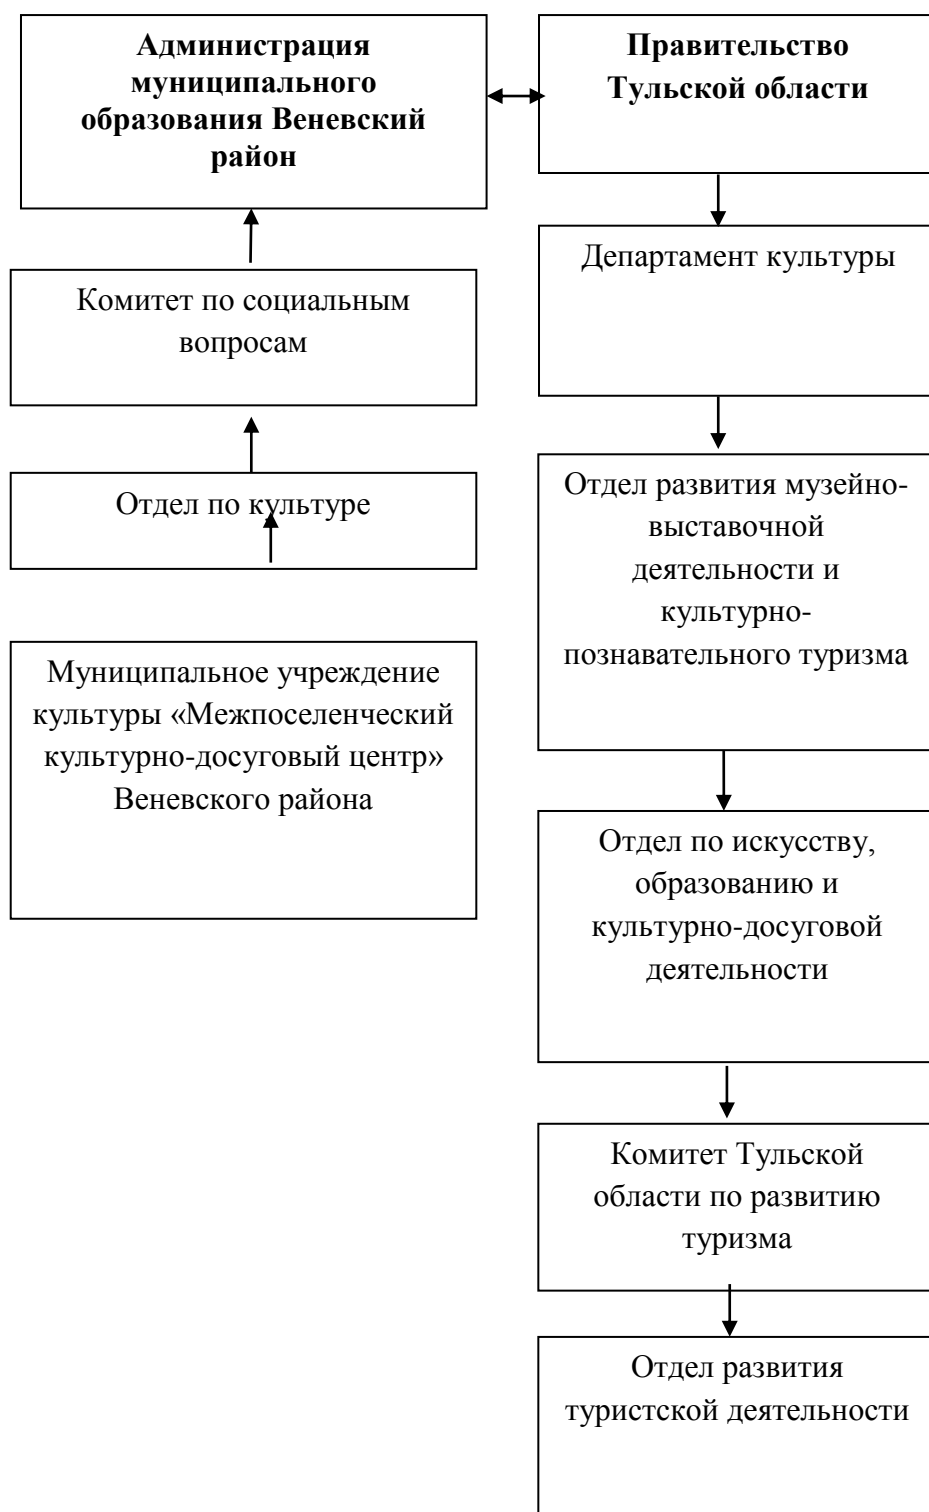 Администрация
муниципального
образования Веневский
район
Комитет по социальным
вопросам
Отдел по культуре
Муниципальное учреждение
культуры «Межпоселенческий
культурно-досуговый центр»
Веневского района
Правительство
Тульской области
Департамент культуры
Отдел развития музейно-
выставочной
деятельности и
культурно-
познавательного туризма
Отдел по искусству,
образованию и
культурно-досуговой
деятельности
Комитет Тульской
области по развитию
туризма
Отдел развития
туристской деятельности